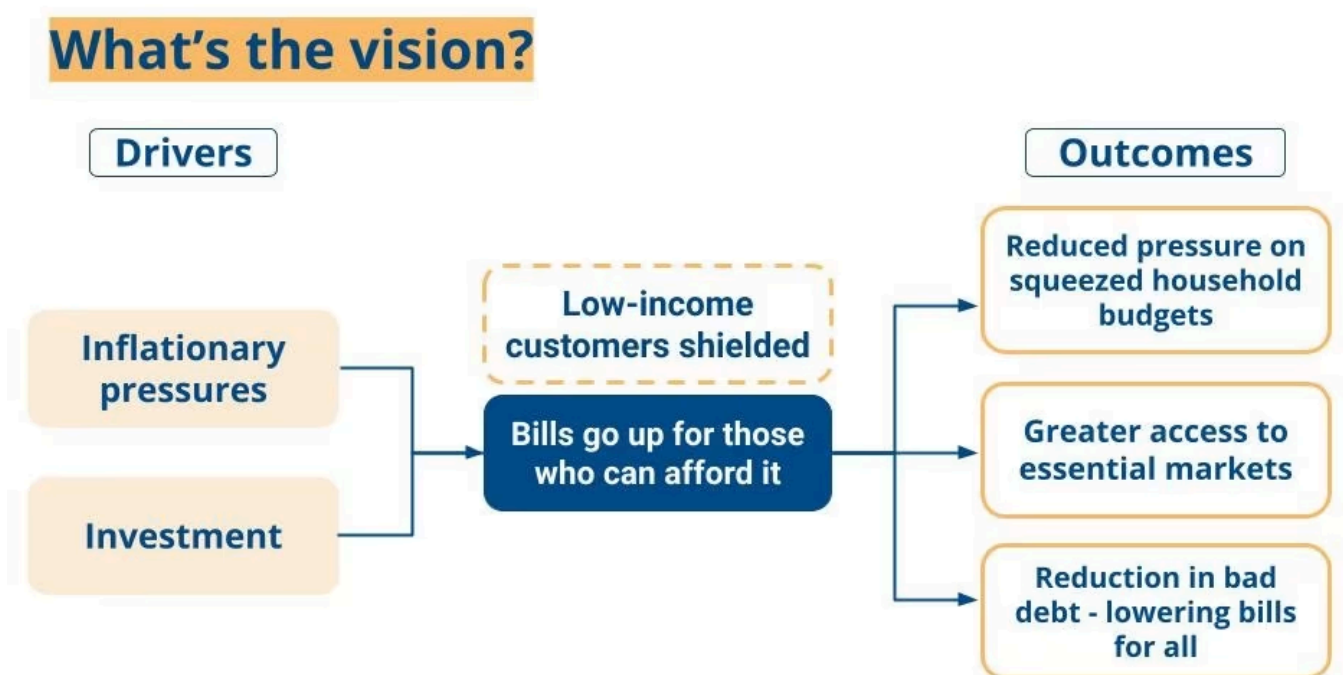 What’s the vision?
Drivers
Outcomes
Inflationary
pressures
Investment
Low-income
customers shielded
Bills go up for those
who can afford it
Reduced pressure on
squeezed household
budgets
Greater access to
essential markets
Reduction in bad
debt - lowering bills
for all